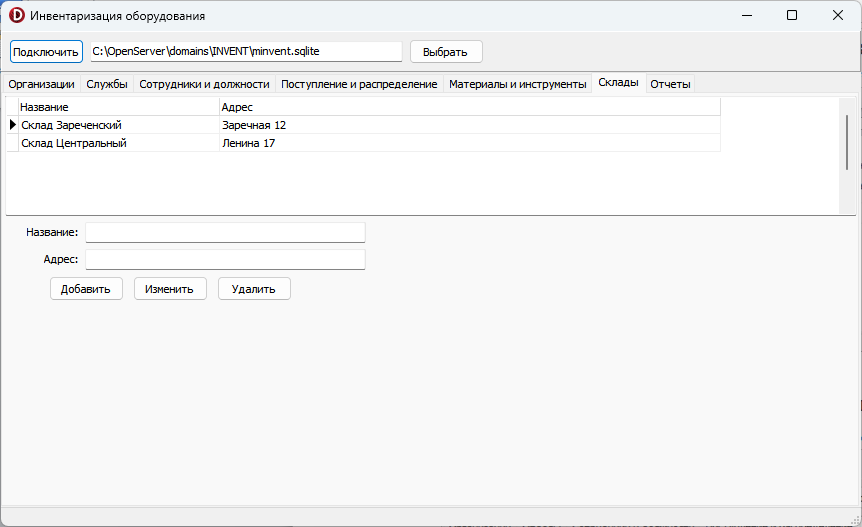 Инвентаризация оборудования
Подключить C:\OpenServer\domains\INVENT\minvent.sqlite Выбрать
Организации Службы Сотрудники и должности Поступление и распределение Материалы и инструменты Склады Отчеты
Название Адрес
Склад Зареченский Заречная 12
Склад Центральный Ленина 17
Название:
Адрес:
Добавить Изменить Удалить